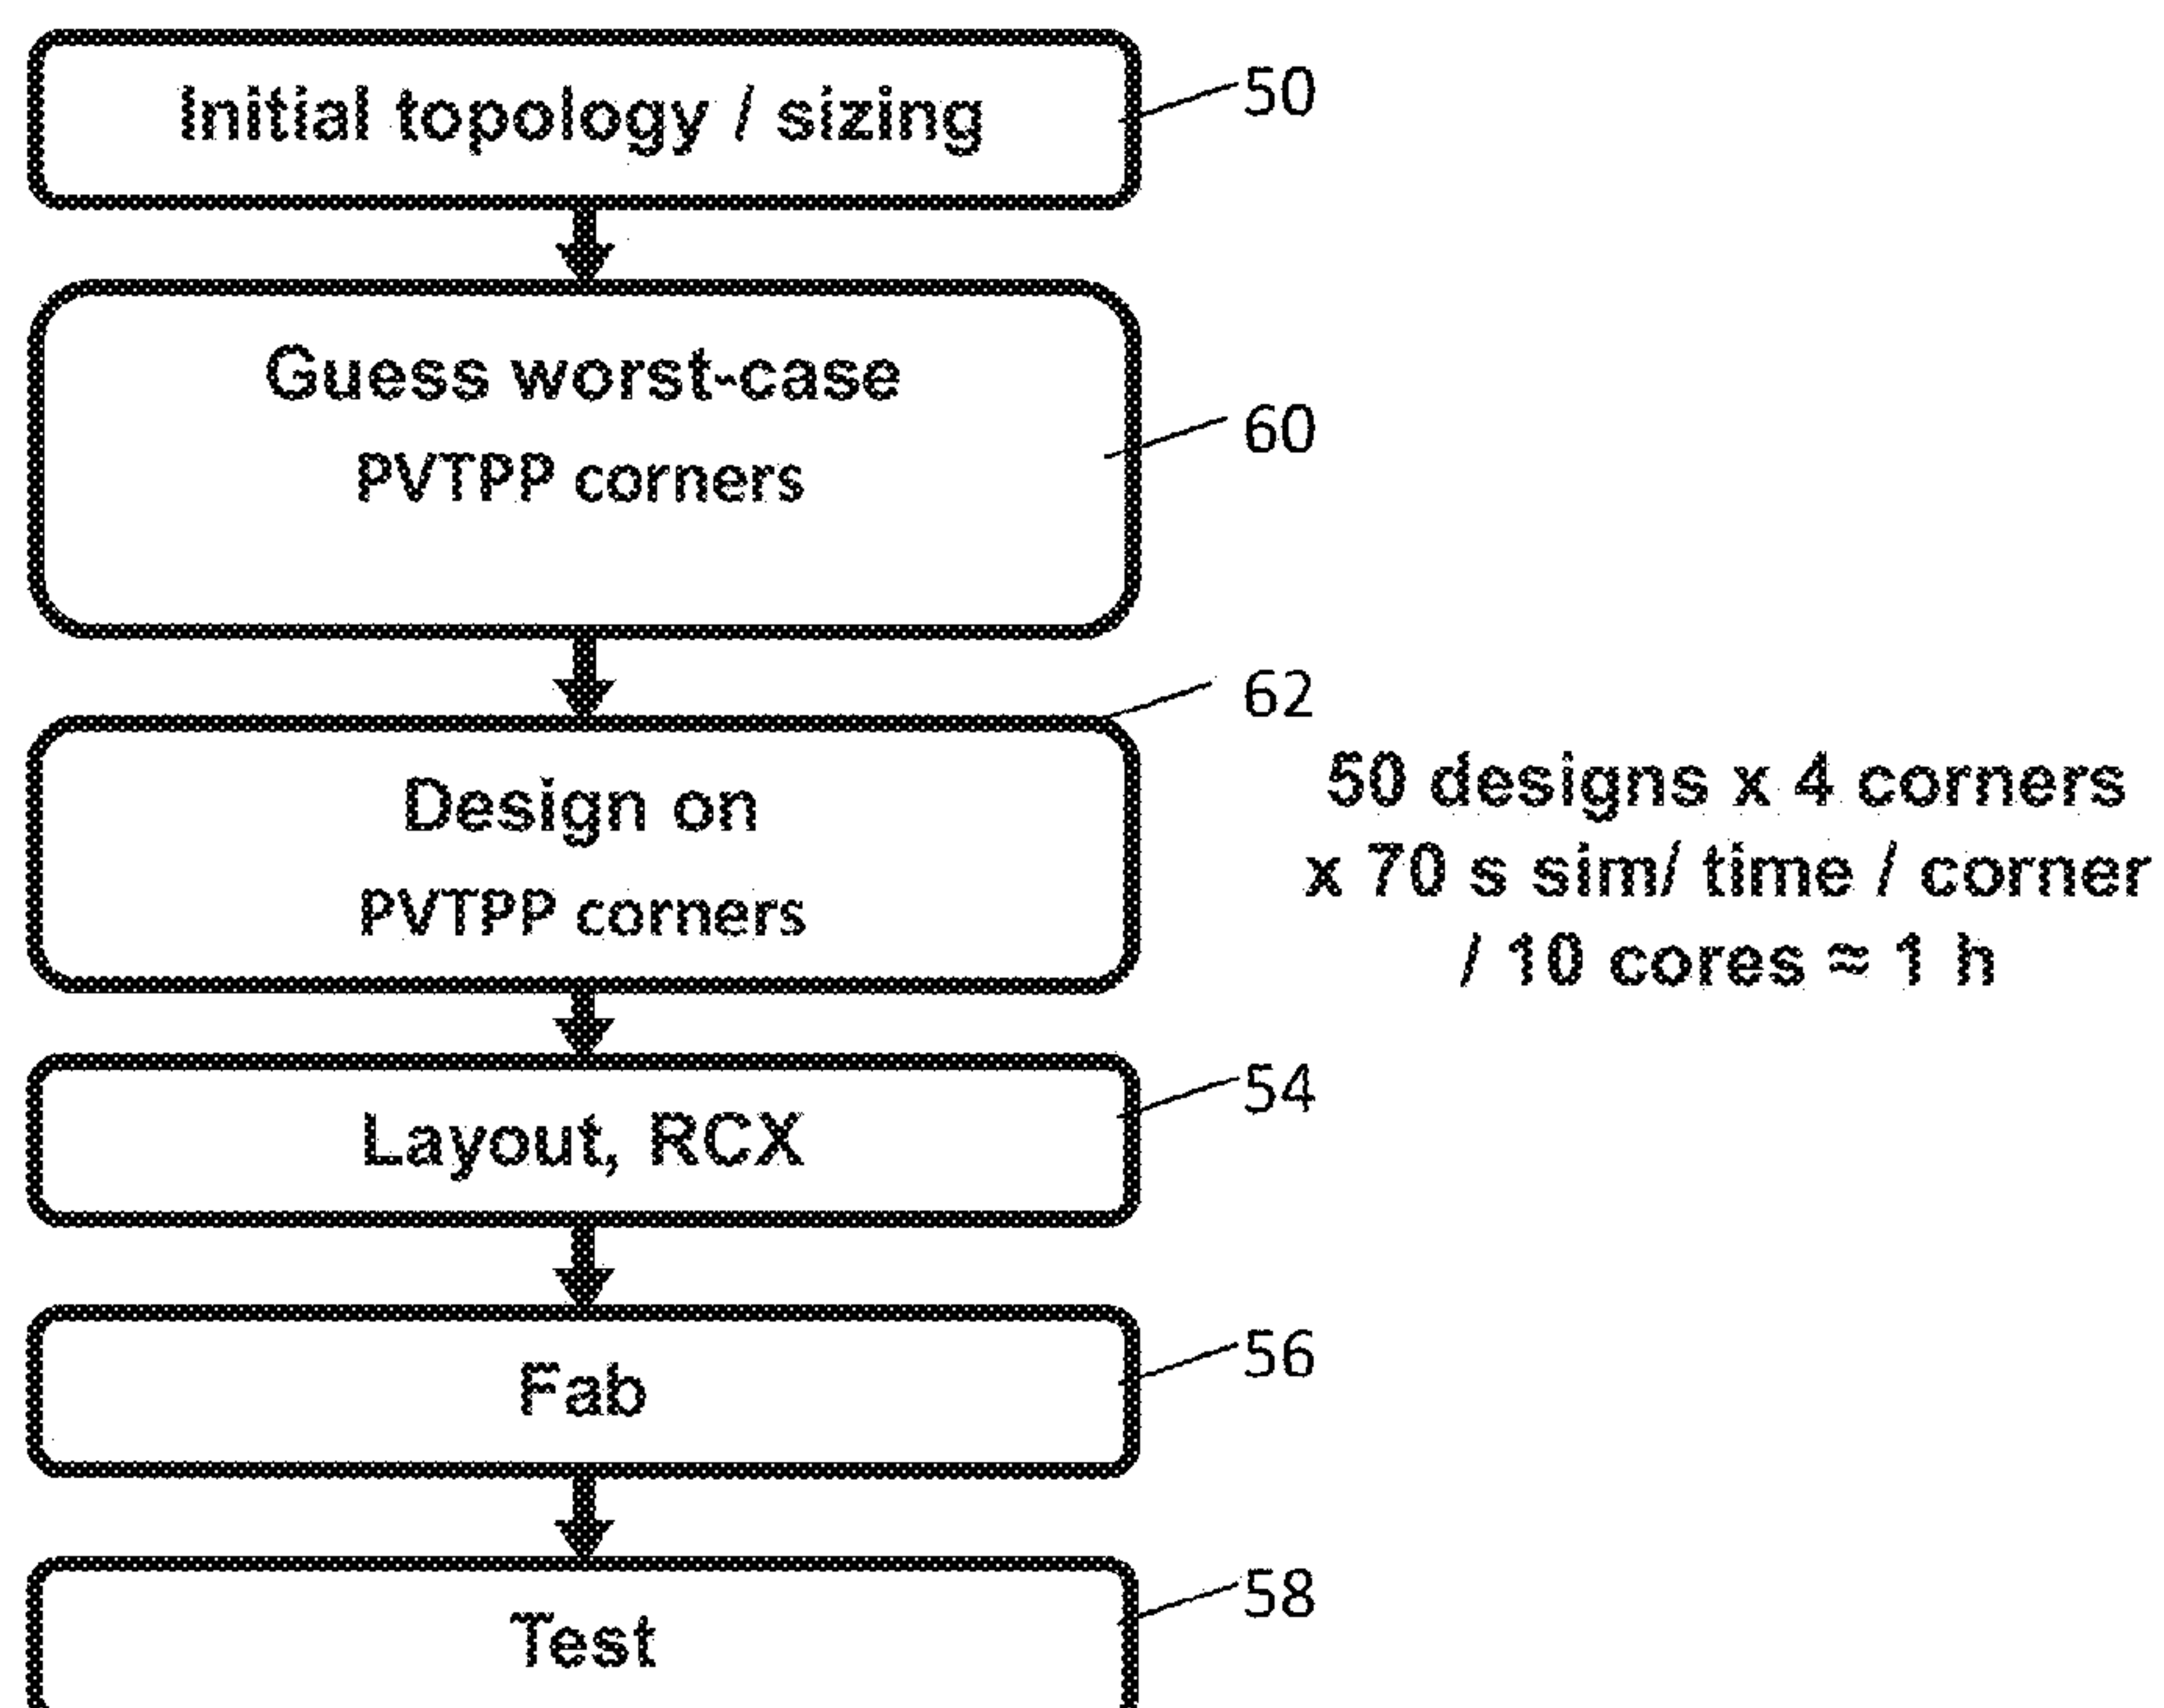 Initial topology / sizing
50
Guess worst-case
PVTPP corners
60
62
Design on
PVTPP corners
50 designs x 4 corners
x 70 s sim/ time / corner
/ 10 cores ≈ 1 h
Layout, RCX
54
Fab
56
Test
58